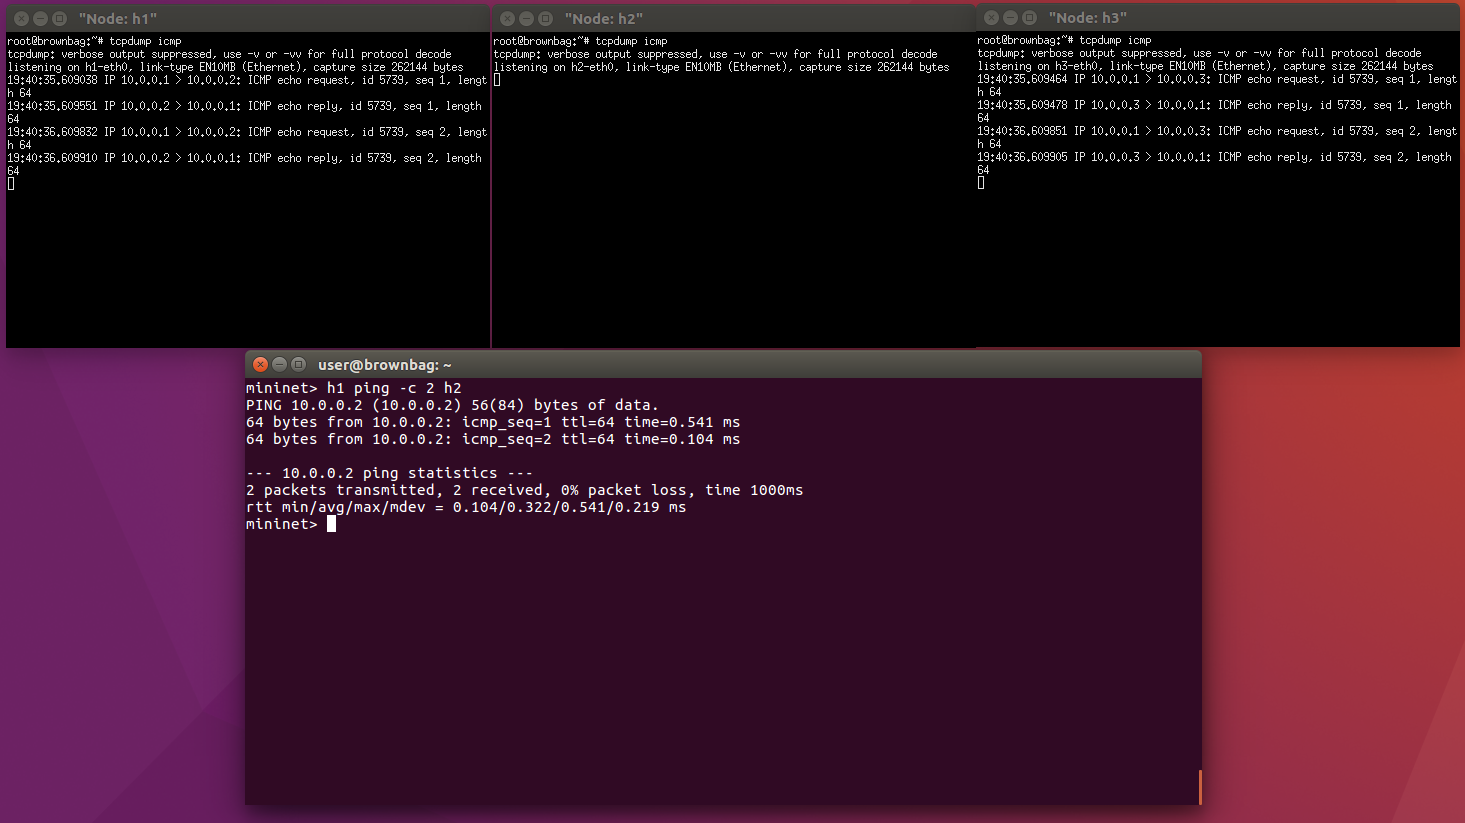 "Node: h1"
root@brownbag:~# tcpdump icmp
tcpdump: verbose output suppressed, use -v or -vv for full protocol decode
listening on h1-eth0, link-type EN10MB (Ethernet), capture size 262144 bytes
19:40:35.609038 IP 10.0.0.1 > 10.0.0.2: ICMP echo request, id 5739, seq 1, lengt
h 64
19:40:35.609551 IP 10.0.0.2 > 10.0.0.1: ICMP echo reply, id 5739, seq 1, length
64
19:40:36.609832 IP 10.0.0.1 > 10.0.0.2: ICMP echo request, id 5739, seq 2, lengt
h 64
19:40:36.609910 IP 10.0.0.2 > 10.0.0.1: ICMP echo reply, id 5739, seq 2, length
64
"Node: h2"
root@brownbag:~# tcpdump icmp
tcpdump: verbose output suppressed, use -v or -vv for full protocol decode
listening on h2-eth0, link-type EN10MB (Ethernet), capture size 262144 bytes
"Node: h3"
root@brownbag:~# tcpdump icmp
tcpdump: verbose output suppressed, use -v or -vv for full protocol decode
listening on h3-eth0, link-type EN10MB (Ethernet), capture size 262144 bytes
19:40:35.609464 IP 10.0.0.1 > 10.0.0.3: ICMP echo request, id 5739, seq 1, lengt
h 64
19:40:35.609478 IP 10.0.0.3 > 10.0.0.1: ICMP echo reply, id 5739, seq 1, length
64
19:40:36.609851 IP 10.0.0.1 > 10.0.0.3: ICMP echo request, id 5739, seq 2, lengt
h 64
19:40:36.609905 IP 10.0.0.3 > 10.0.0.1: ICMP echo reply, id 5739, seq 2, length
64
user@brownbag: ~
mininet> h1 ping -c 2 h2
PING 10.0.0.2 (10.0.0.2) 56(84) bytes of data.
64 bytes from 10.0.0.2: icmp_seq=1 ttl=64 time=0.541 ms
64 bytes from 10.0.0.2: icmp_seq=2 ttl=64 time=0.104 ms
--- 10.0.0.2 ping statistics ---
2 packets transmitted, 2 received, 0% packet loss, time 1000ms
rtt min/avg/max/mdev = 0.104/0.322/0.541/0.219 ms
mininet>